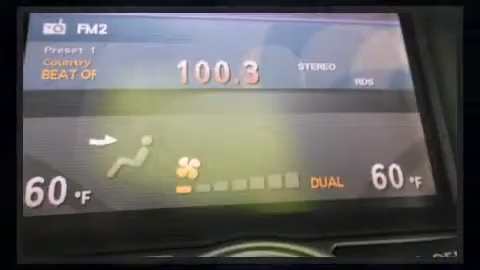 FM2
Preset 1
Country
BEAT OF
100.3
STEREO
RDS
60 °F
DUAL
60 °F